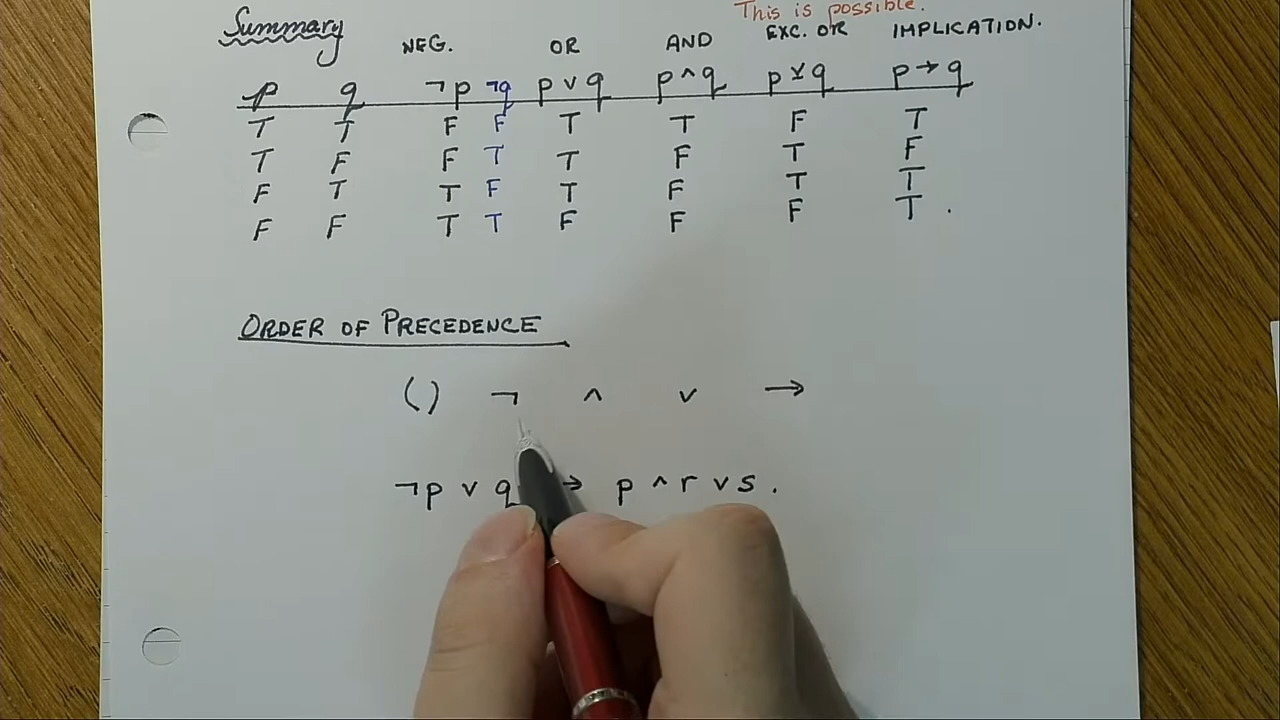 This is possible.
Summary NEG. OR AND EXC. OR IMPLICATION.
p q ¬p ¬q p ∨ q p ∧ q p ⊻ q p → q
T T F F T T F T
T F F T T F T F
F T T F T F T T
F F T T F F F T .
ORDER OF PRECEDENCE
( ) ¬ ∧ ∨ →
¬p ∨ q → p ∧ r ∨ s .